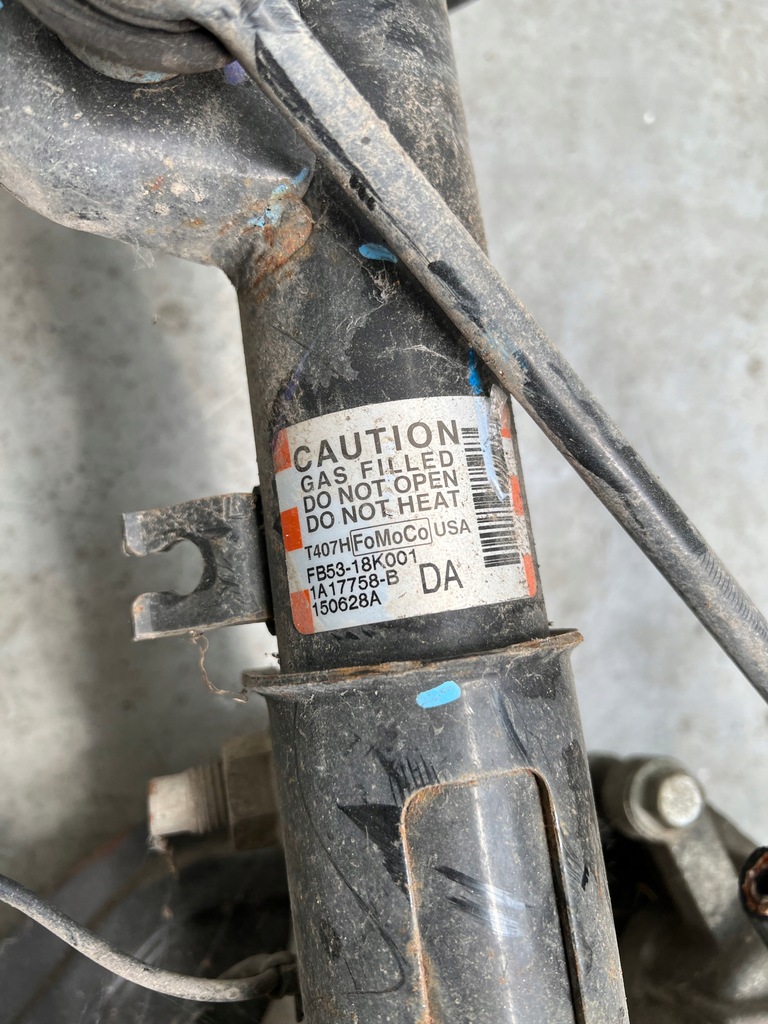 CAUTION
GAS FILLED
DO NOT OPEN
DO NOT HEAT
T407H FoMoCo USA
FB53-18K001
1A17758-B DA
150628A